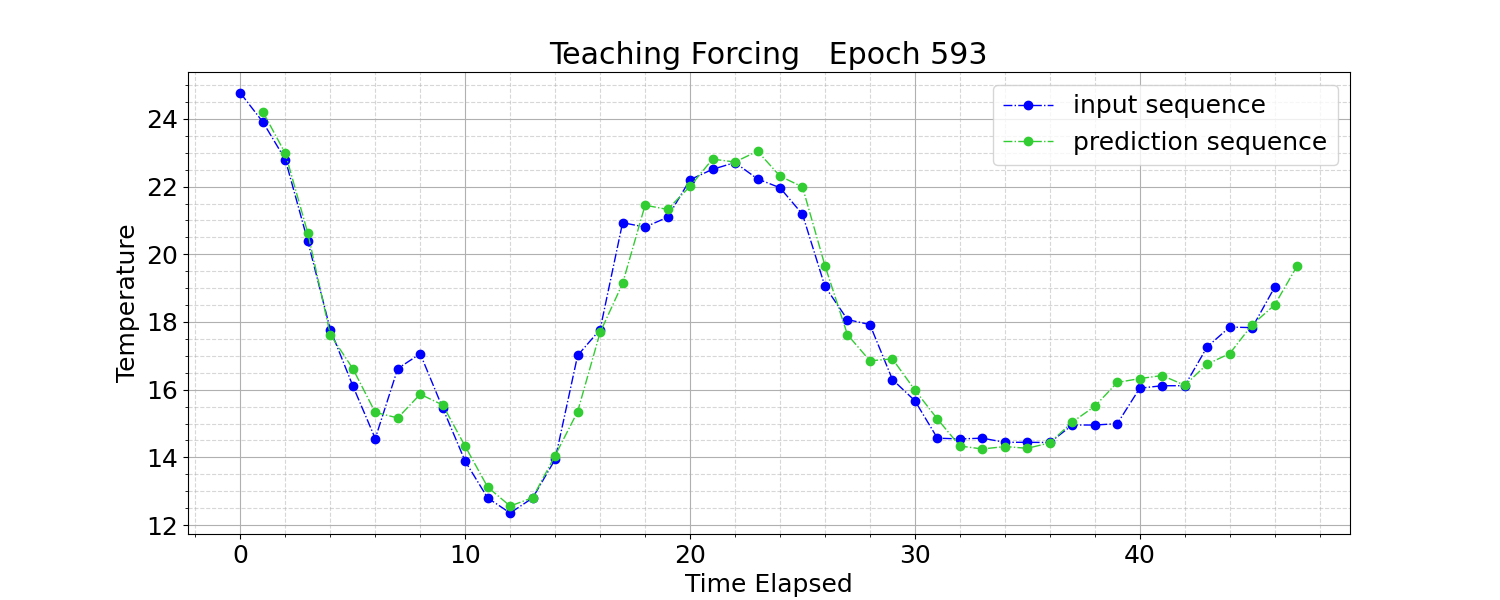 Teaching Forcing   Epoch 593
input sequence
prediction sequence
Temperature
24
22
20
18
16
14
12
0 10 20 30 40
Time Elapsed